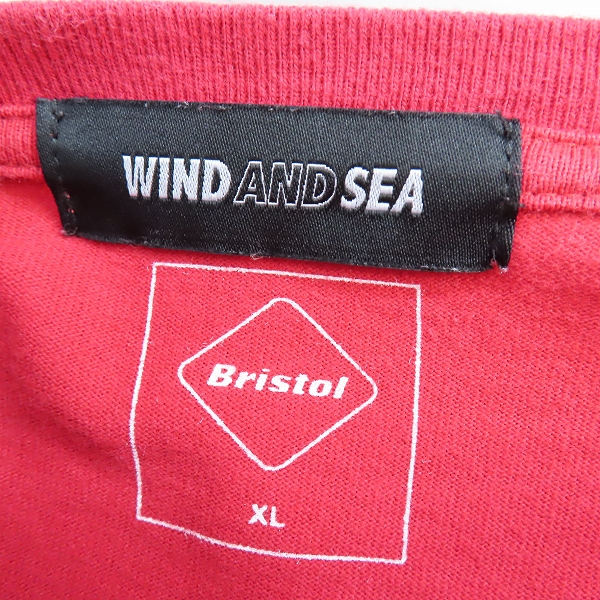 WIND AND SEA
Bristol
XL